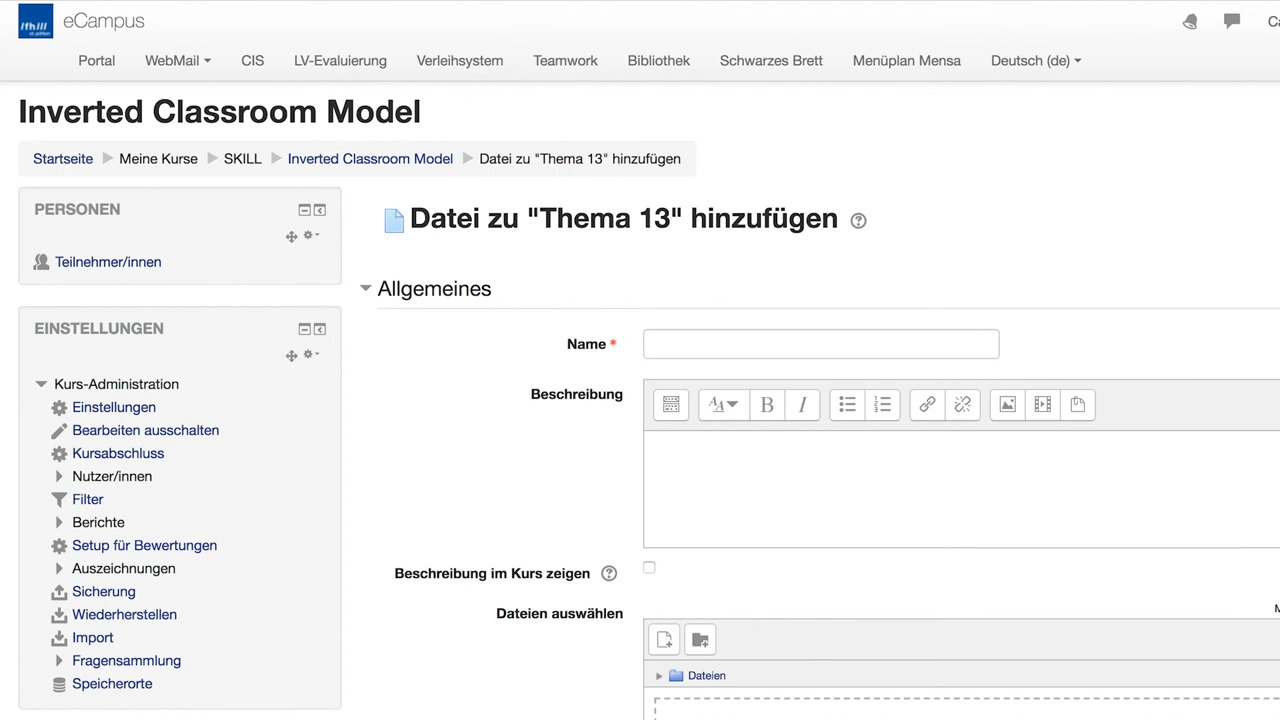 eCampus
Portal WebMail CIS LV-Evaluierung Verleihsystem Teamwork Bibliothek Schwarzes Brett Menüplan Mensa Deutsch (de)
Inverted Classroom Model
Startseite Meine Kurse SKILL Inverted Classroom Model Datei zu "Thema 13" hinzufügen
PERSONEN
Teilnehmer/innen
EINSTELLUNGEN
Kurs-Administration
Einstellungen
Bearbeiten ausschalten
Kursabschluss
Nutzer/innen
Filter
Berichte
Setup für Bewertungen
Auszeichnungen
Sicherung
Wiederherstellen
Import
Fragensammlung
Speicherorte
Datei zu "Thema 13" hinzufügen
Allgemeines
Name *
Beschreibung
B I
Beschreibung im Kurs zeigen
Dateien auswählen
Dateien